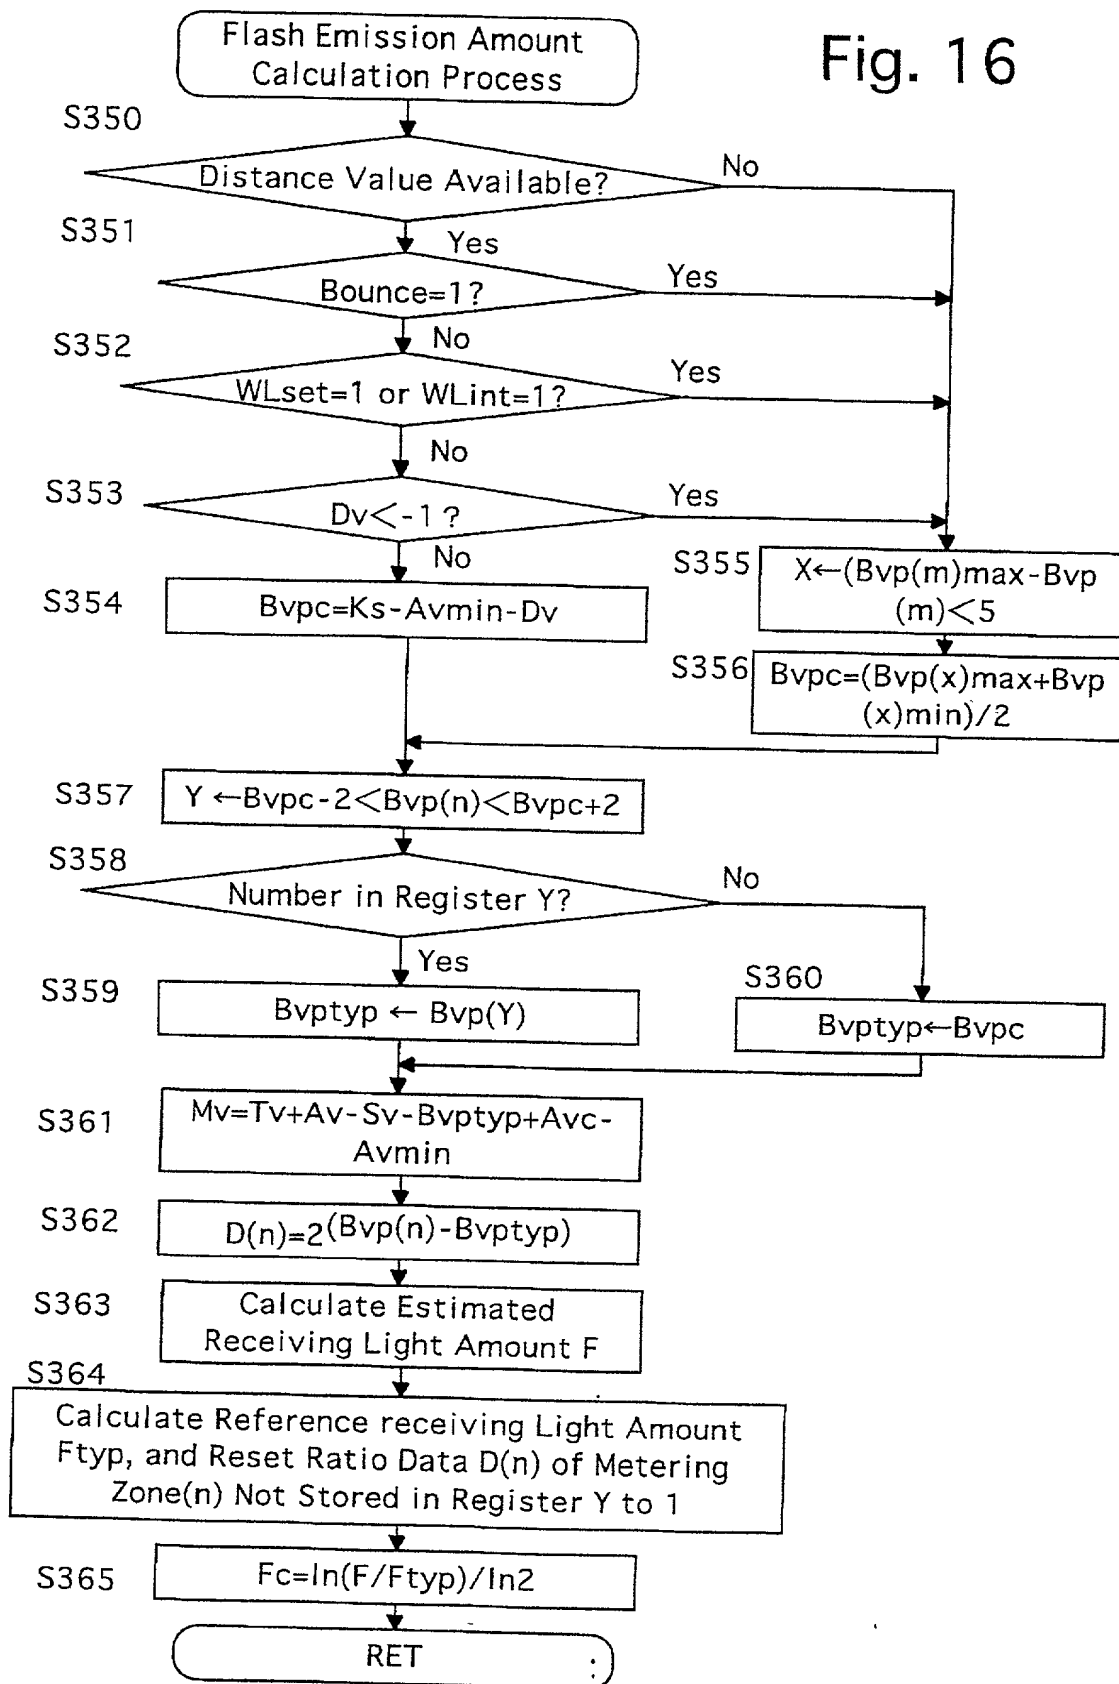 Fig. 16
Flash Emission Amount
Calculation Process
S350
Distance Value Available?
No
Yes
S351
Bounce=1?
Yes
No
S352
WLset=1 or WLint=1?
Yes
No
S353
Dv<-1?
Yes
No
S354
Bvpc=Ks-Avmin-Dv
S355
X←(Bvp(m)max-Bvp
(m)<5
S356
Bvpc=(Bvp(x)max+Bvp
(x)min)/2
S357
Y ←Bvpc-2<Bvp(n)<Bvpc+2
S358
Number in Register Y?
No
Yes
S359
Bvptyp ← Bvp(Y)
S360
Bvptyp←Bvpc
S361
Mv=Tv+Av-Sv-Bvptyp+Avc-
Avmin
S362
D(n)=2(Bvp(n)-Bvptyp)
S363
Calculate Estimated
Receiving Light Amount F
S364
Calculate Reference receiving Light Amount
Ftyp, and Reset Ratio Data D(n) of Metering
Zone(n) Not Stored in Register Y to 1
S365
Fc=ln(F/Ftyp)/ln2
RET